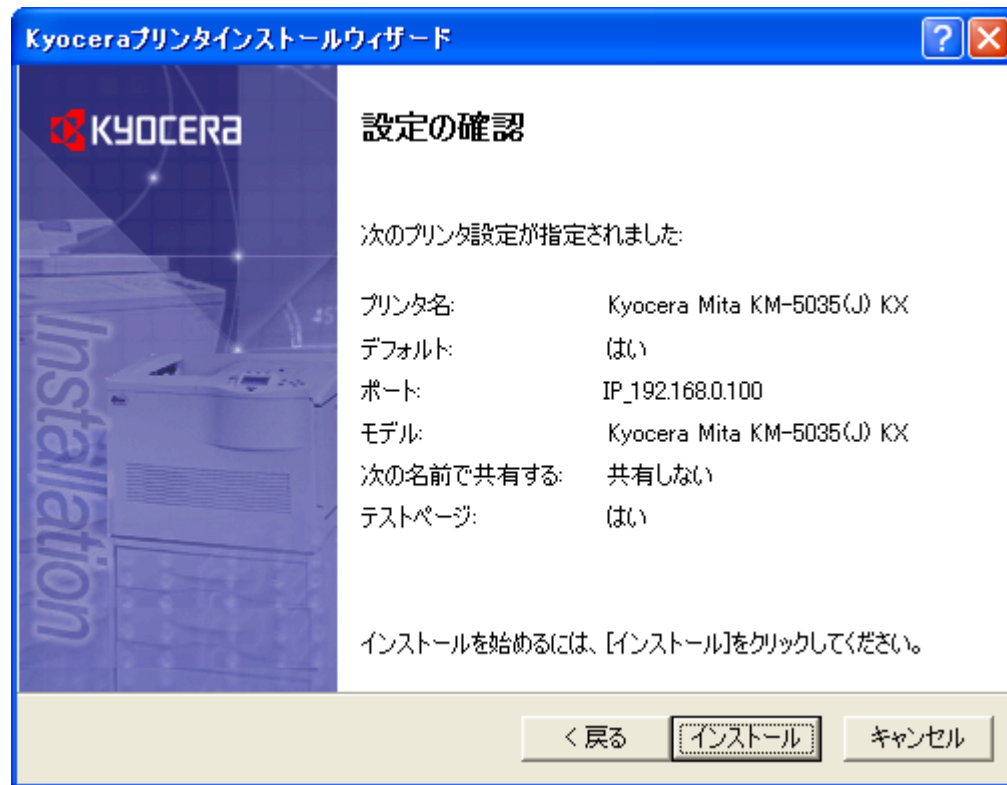 Kyoceraプリンタインストールウィザード
KYOCERA
設定の確認
次のプリンタ設定が指定されました:
プリンタ名: Kyocera Mita KM-5035(J) KX
デフォルト: はい
ポート: IP_192.168.0.100
モデル: Kyocera Mita KM-5035(J) KX
次の名前で共有する: 共有しない
テストページ: はい
Installation
インストールを始めるには、[インストール]をクリックしてください。
< 戻る インストール キャンセル